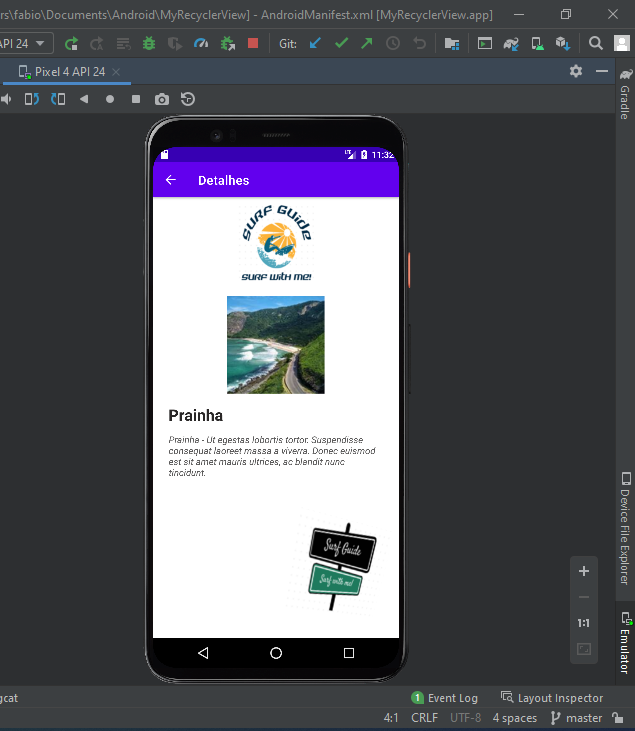 rs\fabio\Documents\Android\MyRecyclerView] - AndroidManifest.xml [MyRecyclerView.app]
API 24
Git:
Pixel 4 API 24
Gradle
LTE
11:32
Detalhes
SURF GUIDE
SURF WITH ME!
Prainha
Prainha - Ut egestas lobortis tortor. Suspendisse
consequat laoreet massa a viverra. Donec euismod
est sit amet mauris ultrices, ac blandit nunc
tincidunt.
Surf Guide
Surf with me!
Device File Explorer
1:1
Emulator
gcat
1 Event Log
Layout Inspector
4:1 CRLF UTF-8 4 spaces master